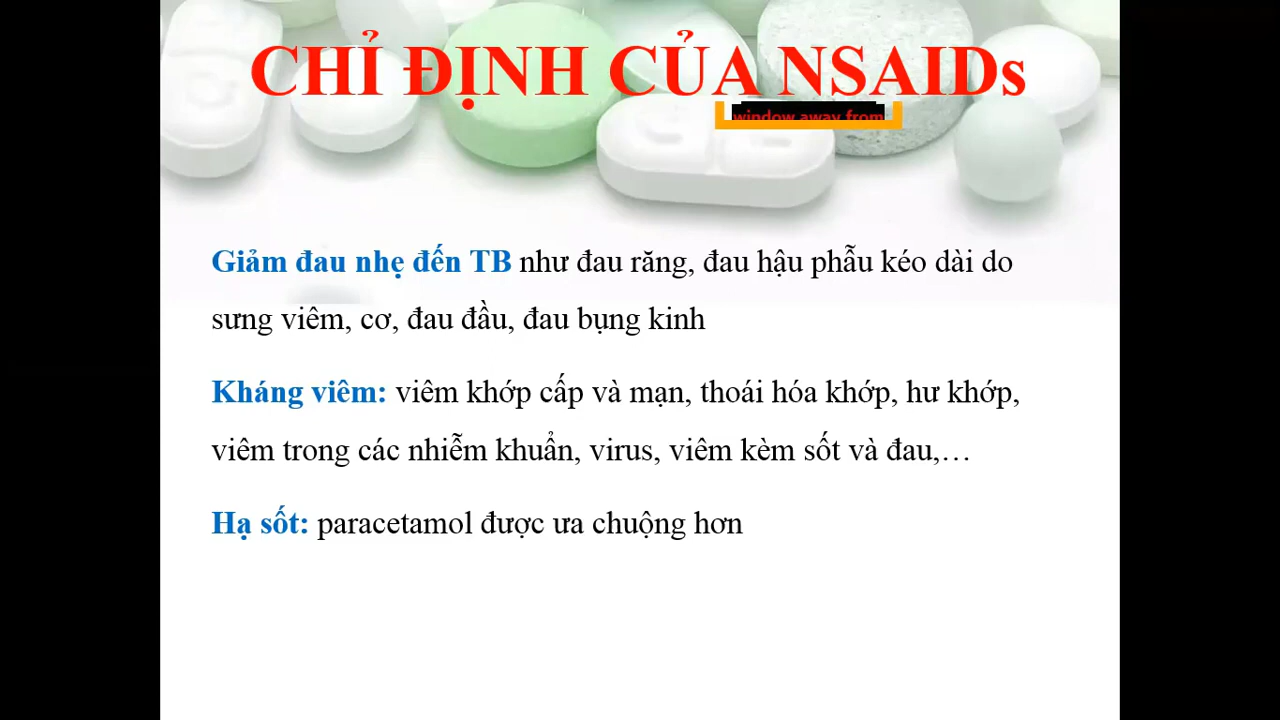 CHỈ ĐỊNH CỦA NSAIDs
window away from
Giảm đau nhẹ đến TB như đau răng, đau hậu phẫu kéo dài do
sưng viêm, cơ, đau đầu, đau bụng kinh
Kháng viêm: viêm khớp cấp và mạn, thoái hóa khớp, hư khớp,
viêm trong các nhiễm khuẩn, virus, viêm kèm sốt và đau,…
Hạ sốt: paracetamol được ưa chuộng hơn